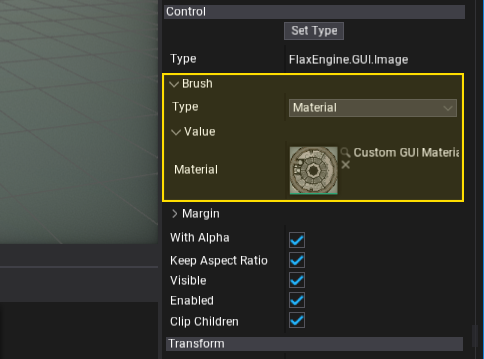 Control
Set Type
Type FlaxEngine.GUI.Image
Brush
Type Material
Value
Custom GUI Materia
Material
Margin
With Alpha
Keep Aspect Ratio
Visible
Enabled
Clip Children
Transform